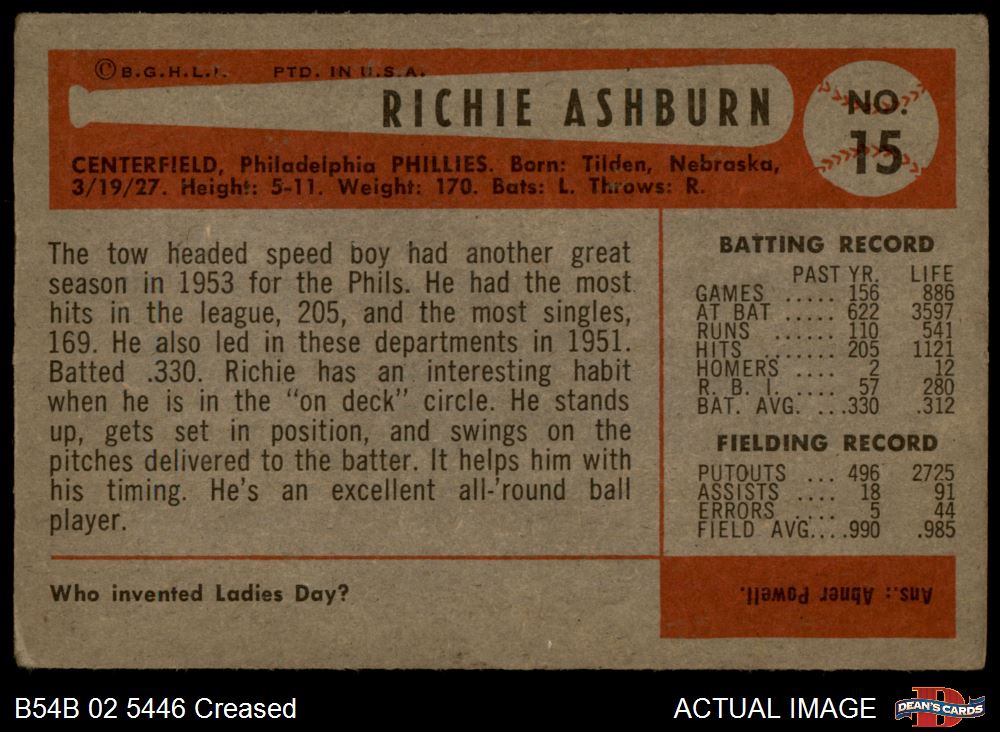 ©B.G.H.L.I. PTD. IN U.S.A.
RICHIE ASHBURN
NO.
15
CENTERFIELD, Philadelphia PHILLIES. Born: Tilden, Nebraska,
3/19/27. Height: 5-11. Weight: 170. Bats: L. Throws: R.
The tow headed speed boy had another great
season in 1953 for the Phils. He had the most
hits in the league, 205, and the most singles,
169. He also led in these departments in 1951.
Batted .330. Richie has an interesting habit
when he is in the "on deck" circle. He stands
up, gets set in position, and swings on the
pitches delivered to the batter. It helps him with
his timing. He's an excellent all-'round ball
player.
BATTING RECORD
PAST YR. LIFE
GAMES ..... 156 886
AT BAT ..... 622 3597
RUNS ..... 110 541
HITS ....... 205 1121
HOMERS .... 2 12
R. B. I. .... 57 280
BAT. AVG. ...330 .312
FIELDING RECORD
PUTOUTS ... 496 2725
ASSISTS .... 18 91
ERRORS .... 5 44
FIELD AVG....990 .985
Who invented Ladies Day?
Ans.: Abner Powell.
B54B 02 5446 Creased
ACTUAL IMAGE
D
DEAN'S CARDS